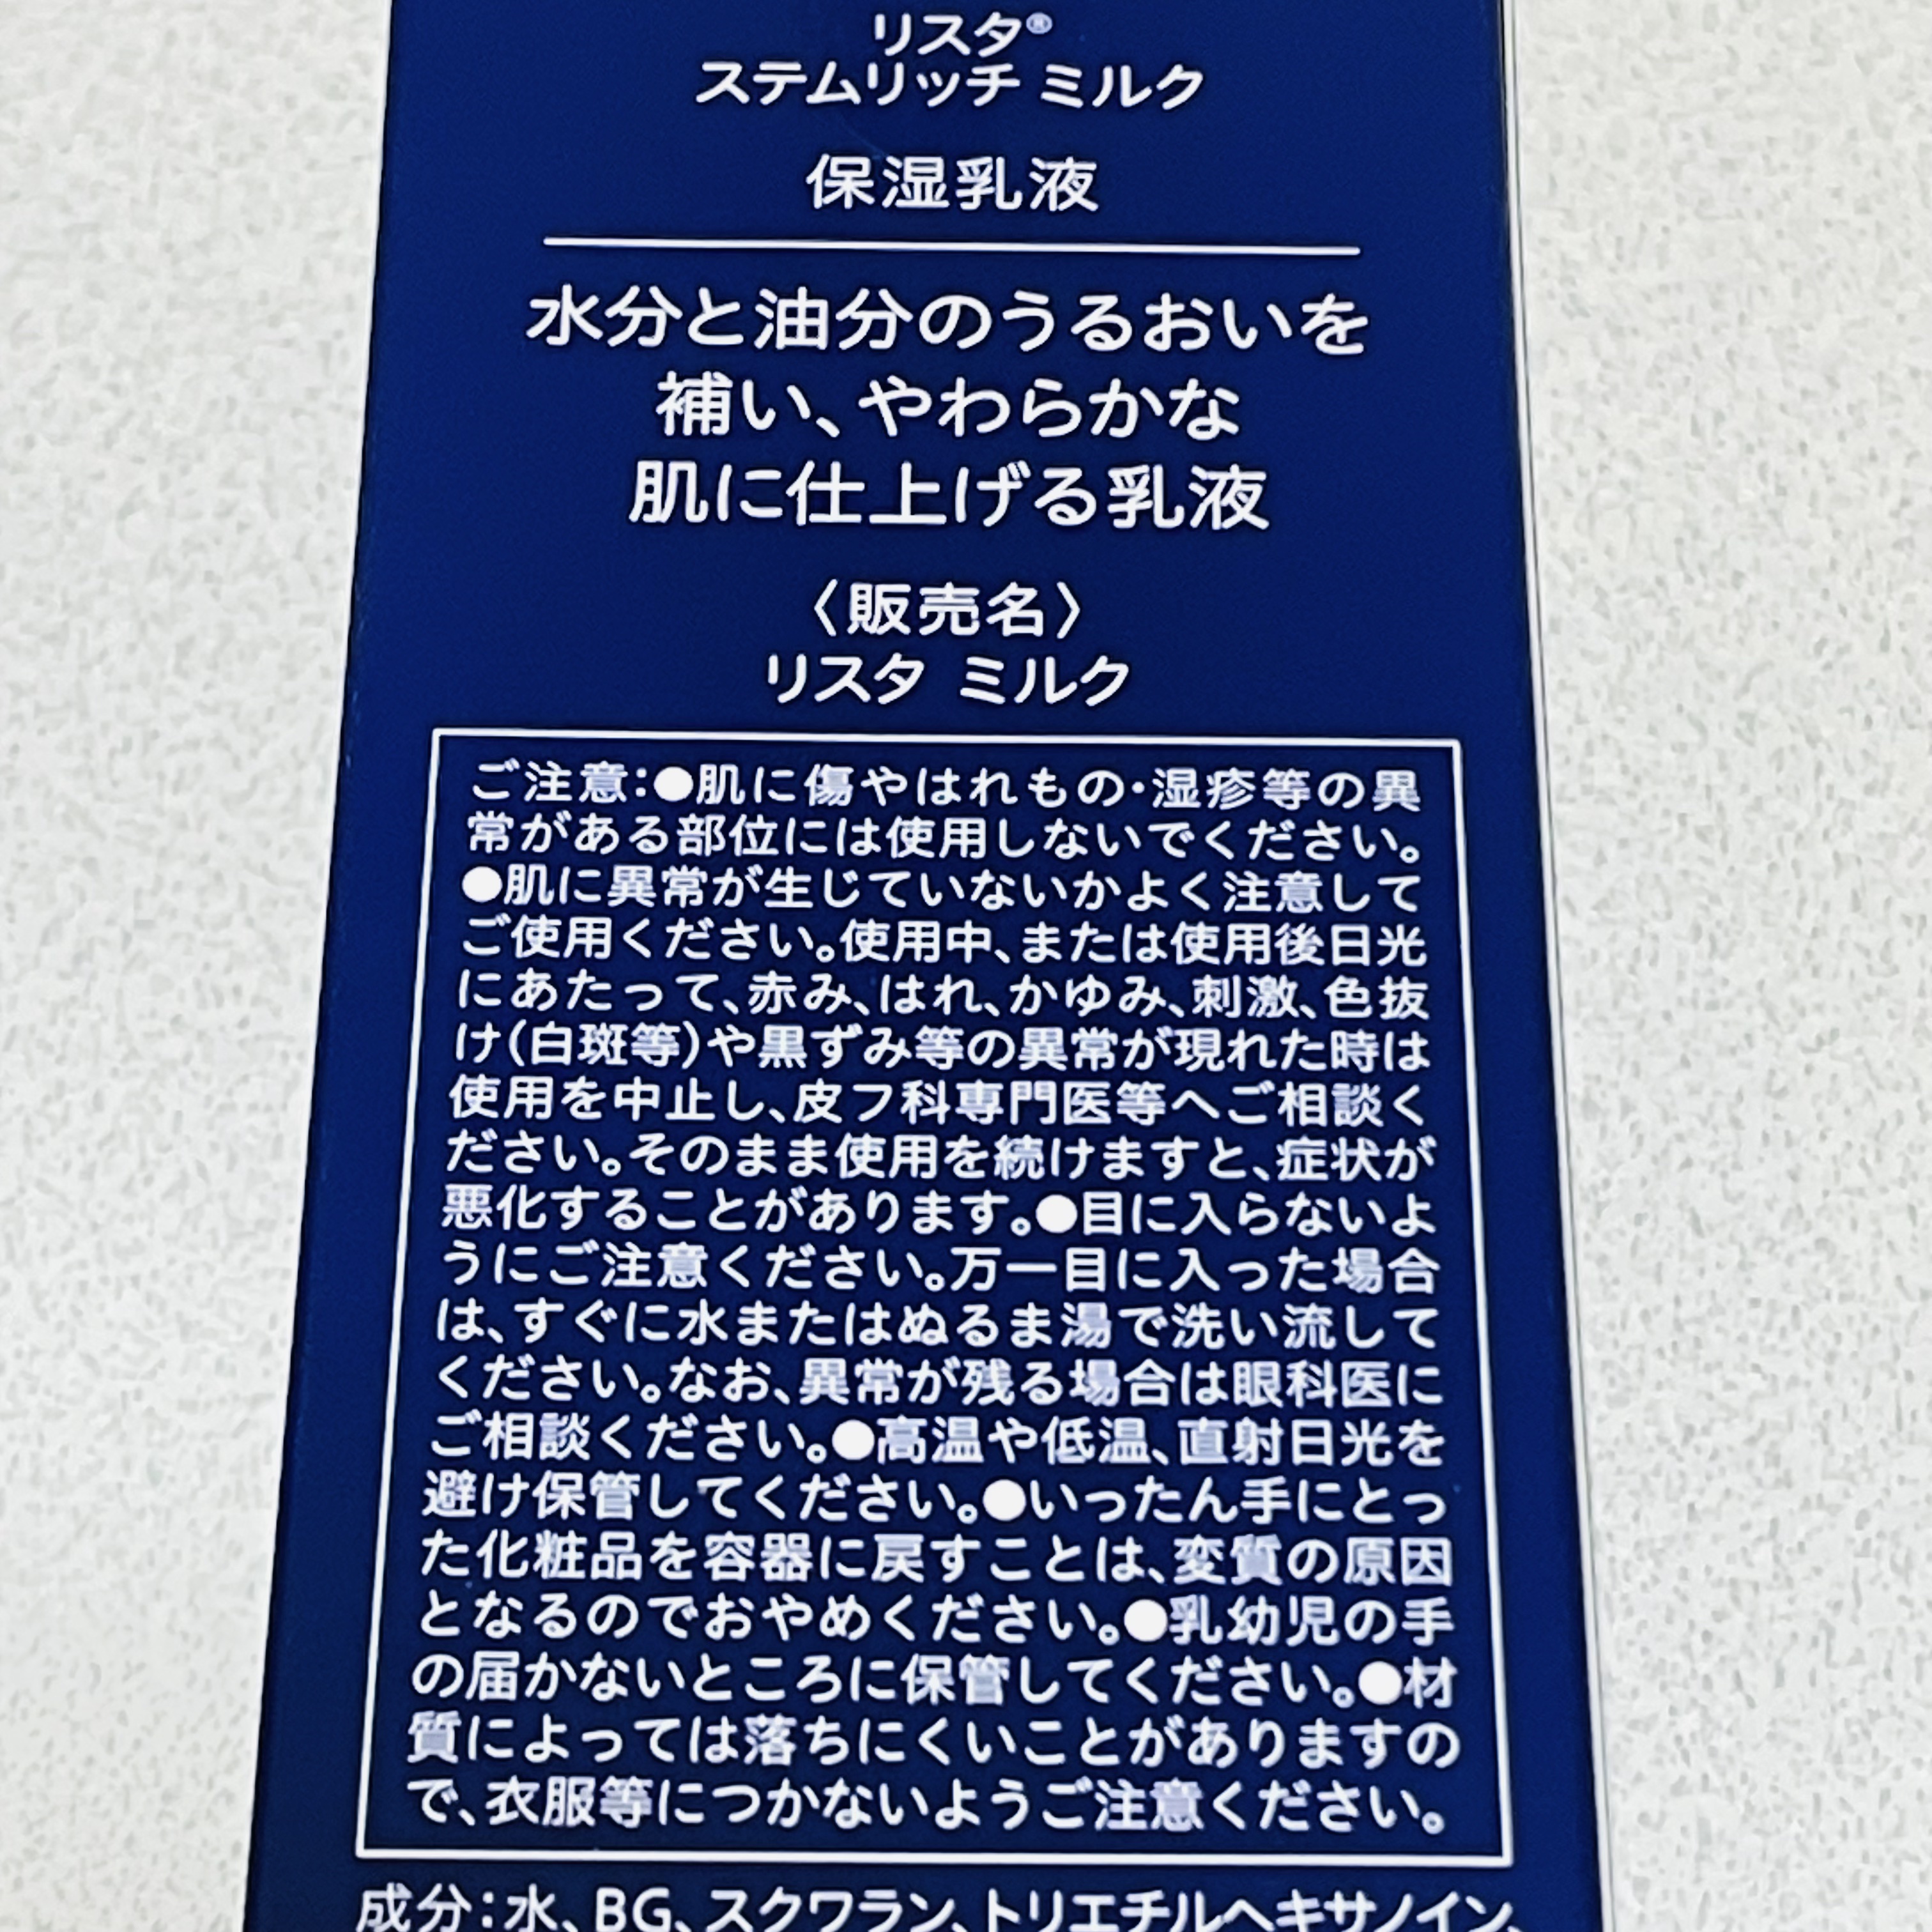 リスタ®
ステムリッチ ミルク
保湿乳液
水分と油分のうるおいを
補い、やわらかな
肌に仕上げる乳液
〈販売名〉
リスタ ミルク
ご注意：●肌に傷やはれもの・湿疹等の異
常がある部位には使用しないでください。
●肌に異常が生じていないかよく注意して
ご使用ください。使用中、または使用後日光
にあたって、赤み、はれ、かゆみ、刺激、色抜
け(白斑等)や黒ずみ等の異常が現れた時は
使用を中止し、皮フ科専門医等へご相談く
ださい。そのまま使用を続けますと、症状が
悪化することがあります。●目に入らないよ
うにご注意ください。万一目に入った場合
は、すぐに水またはぬるま湯で洗い流して
ください。なお、異常が残る場合は眼科医に
ご相談ください。●高温や低温、直射日光を
避け保管してください。●いったん手にとっ
た化粧品を容器に戻すことは、変質の原因
となるのでおやめください。●乳幼児の手
の届かないところに保管してください。●材
質によっては落ちにくいことがありますの
で、衣服等につかないようご注意ください。
成分：水、BG、スクワラン、トリエチルヘキサノイン、